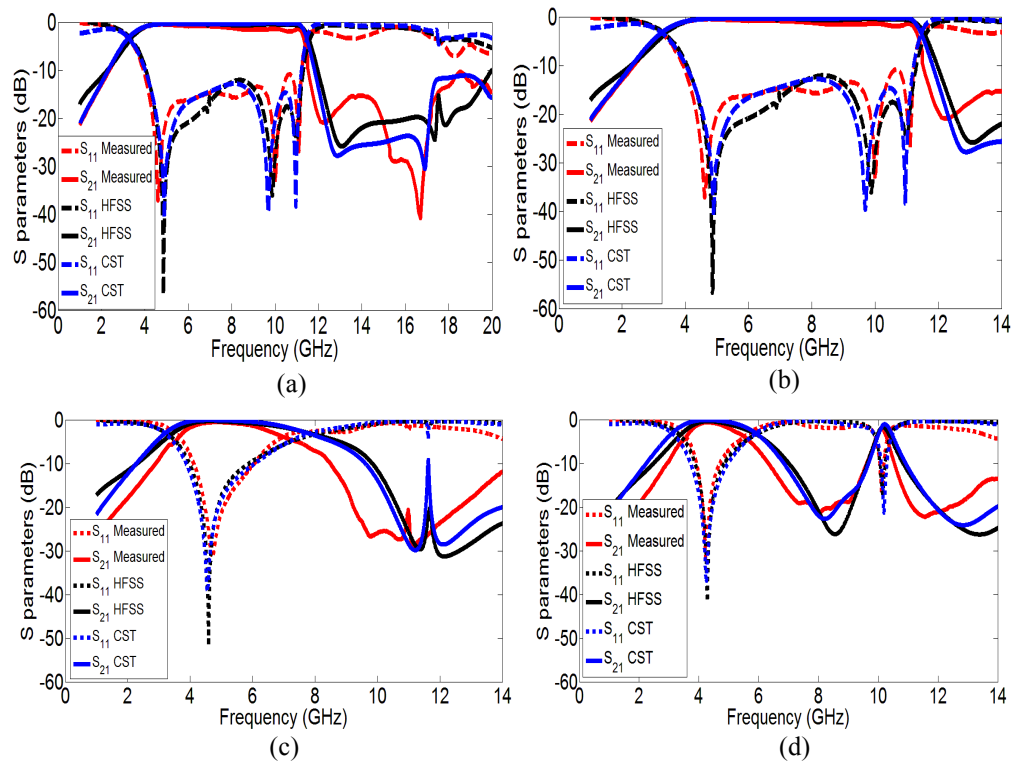 0
-10
-20
-30
-40
-50
-60
S parameters (dB)
S11 Measured
S21 Measured
S11 HFSS
S21 HFSS
S11 CST
S21 CST
0 2 4 6 8 10 12 14 16 18 20
Frequency (GHz)
(a)
0
-10
-20
-30
-40
-50
-60
S parameters (dB)
S11 Measured
S21 Measured
S11 HFSS
S21 HFSS
S11 CST
S21 CST
0 2 4 6 8 10 12 14
Frequency (GHz)
(b)
0
-10
-20
-30
-40
-50
-60
S parameters (dB)
S11 Measured
S21 Measured
S11 HFSS
S21 HFSS
S11 CST
S21 CST
0 2 4 6 8 10 12 14
Frequency (GHz)
(c)
0
-10
-20
-30
-40
-50
-60
S parameters (dB)
S11 Measured
S21 Measured
S11 HFSS
S21 HFSS
S11 CST
S21 CST
0 2 4 6 8 10 12 14
Frequency (GHz)
(d)